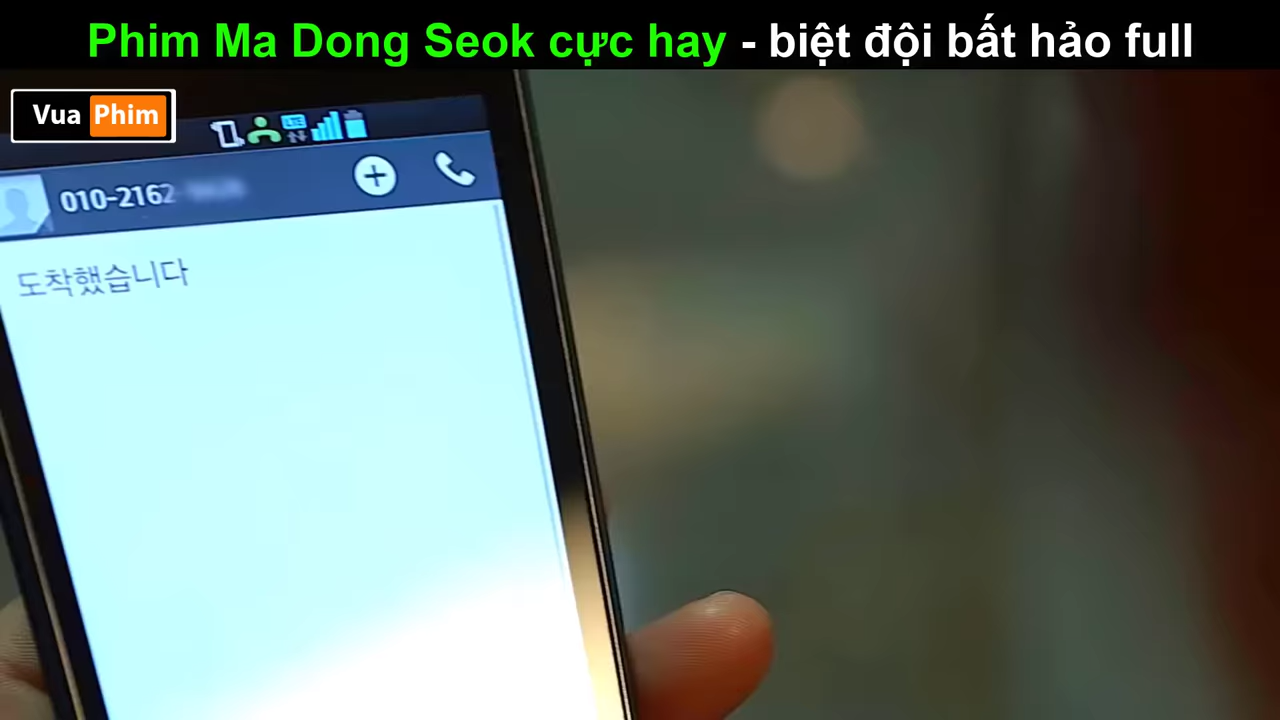 Phim Ma Dong Seok cực hay - biệt đội bất hảo full
Vua Phim
LTE
010-2162
도착했습니다